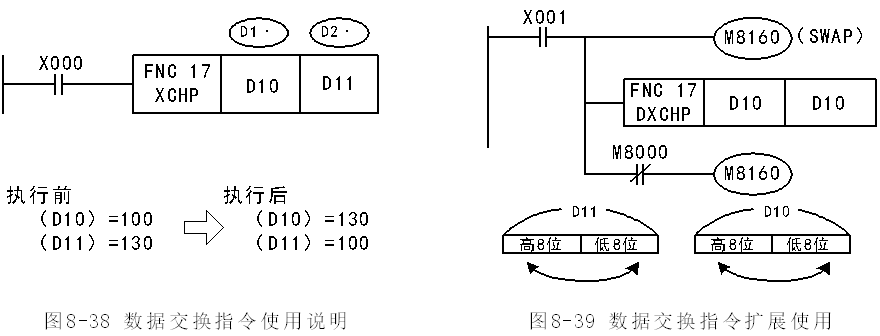 D1·
D2·
X000
FNC 17
XCHP
D10
D11
执行前
(D10)=100
(D11)=130
执行后
(D10)=130
(D11)=100
图8-38 数据交换指令使用说明
X001
M8160
(SWAP)
FNC 17
DXCHP
D10
D10
M8000
M8160
D11
高8位
低8位
D10
高8位
低8位
图8-39 数据交换指令扩展使用